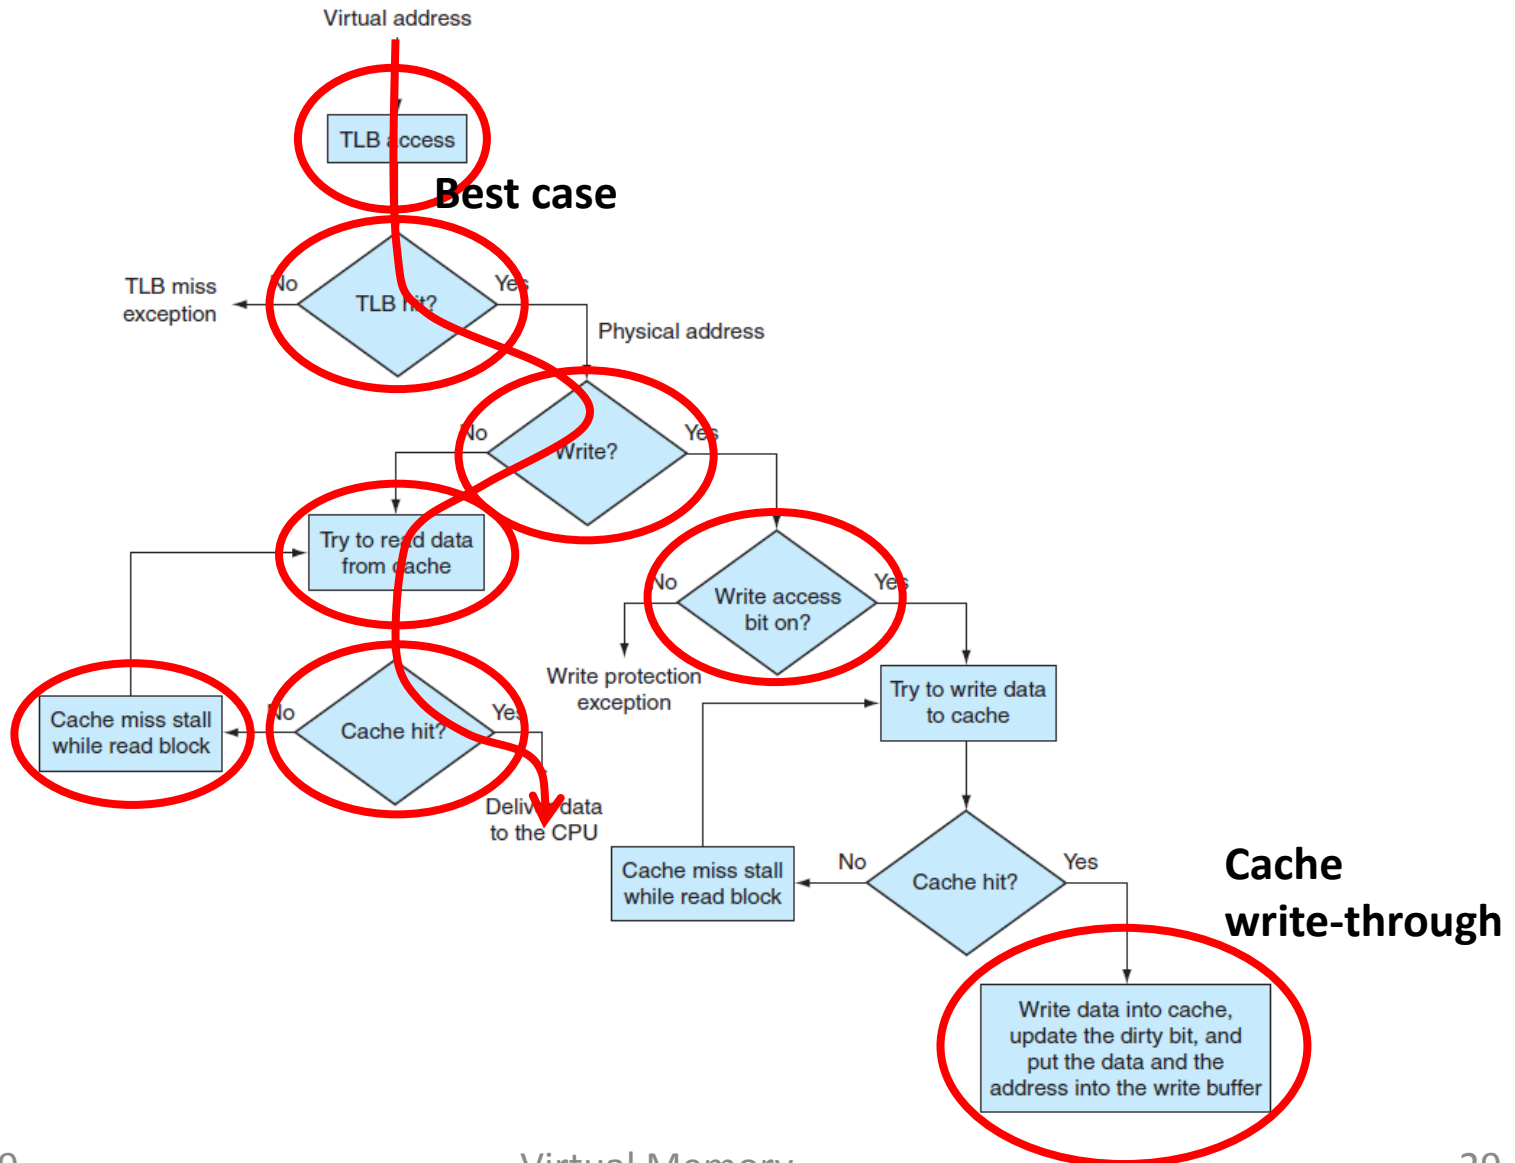 Virtual address
TLB access
Best case
TLB hit?
No
Yes
TLB miss
exception
Physical address
Write?
No
Yes
Try to read data
from cache
Write access
bit on?
No
Yes
Write protection
exception
Try to write data
to cache
Cache miss stall
while read block
No
Cache hit?
Yes
Deliver data
to the CPU
Cache miss stall
while read block
No
Cache hit?
Yes
Cache
write-through
Write data into cache,
update the dirty bit, and
put the data and the
address into the write buffer
Virtual Memory